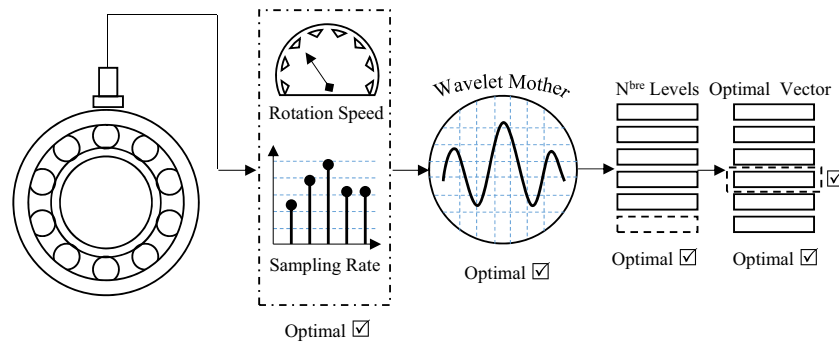 Rotation Speed
Sampling Rate
Optimal ☑
Wavelet Mother
Optimal ☑
Nbre Levels
Optimal ☑
Optimal Vector
☑
Optimal ☑